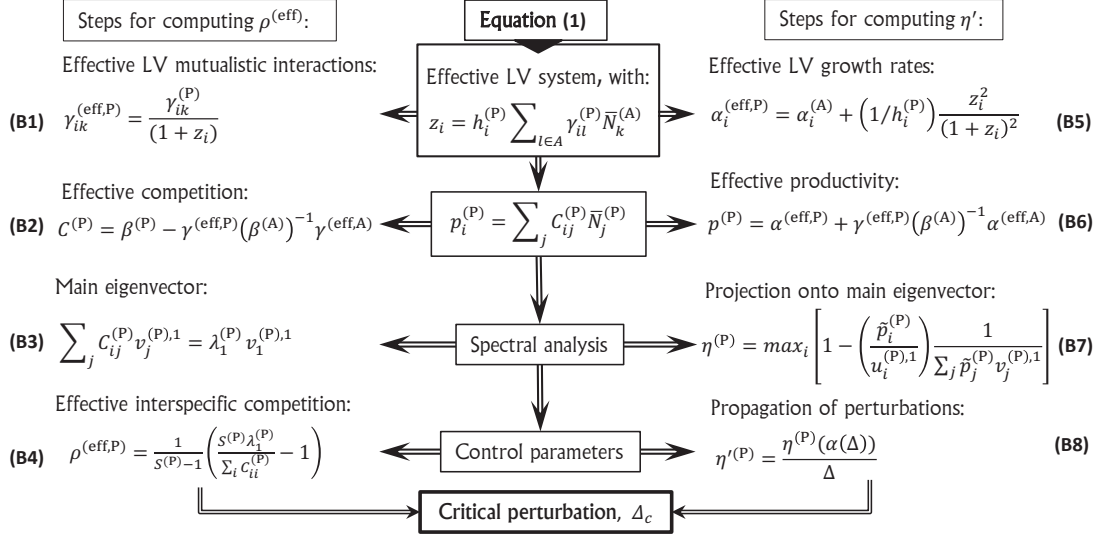 Steps for computing ρ^(eff):
Equation (1)
Steps for computing η′:
Effective LV mutualistic interactions:
(B1) γ_ik^(eff,P) = γ_ik^(P) / (1 + z_i)
Effective LV system, with:
z_i = h_i^(P) ∑_{l∈A} γ_il^(P) N̄_k^(A)
Effective LV growth rates:
α_i^(eff,P) = α_i^(A) + (1/h_i^(P)) z_i^2 / (1 + z_i)^2 (B5)
Effective competition:
(B2) C^(P) = β^(P) − γ^(eff,P)(β^(A))^−1 γ^(eff,A)
p_i^(P) = ∑_j C_ij^(P) N̄_j^(P)
Effective productivity:
p^(P) = α^(eff,P) + γ^(eff,P)(β^(A))^−1 α^(eff,A) (B6)
Main eigenvector:
(B3) ∑_j C_ij^(P) v_j^(P),1 = λ_1^(P) v_1^(P),1
Spectral analysis
Projection onto main eigenvector:
η^(P) = max_i [1 − (p̃_i^(P) / u_i^(P),1) 1 / ∑_j p̃_j^(P) v_j^(P),1] (B7)
Effective interspecific competition:
(B4) ρ^(eff,P) = 1 / (S^(P)−1) (S^(P) λ_1^(P) / ∑_i C_ii^(P) − 1)
Control parameters
Propagation of perturbations:
η′^(P) = η^(P)(α(Δ)) / Δ (B8)
Critical perturbation, Δ_c